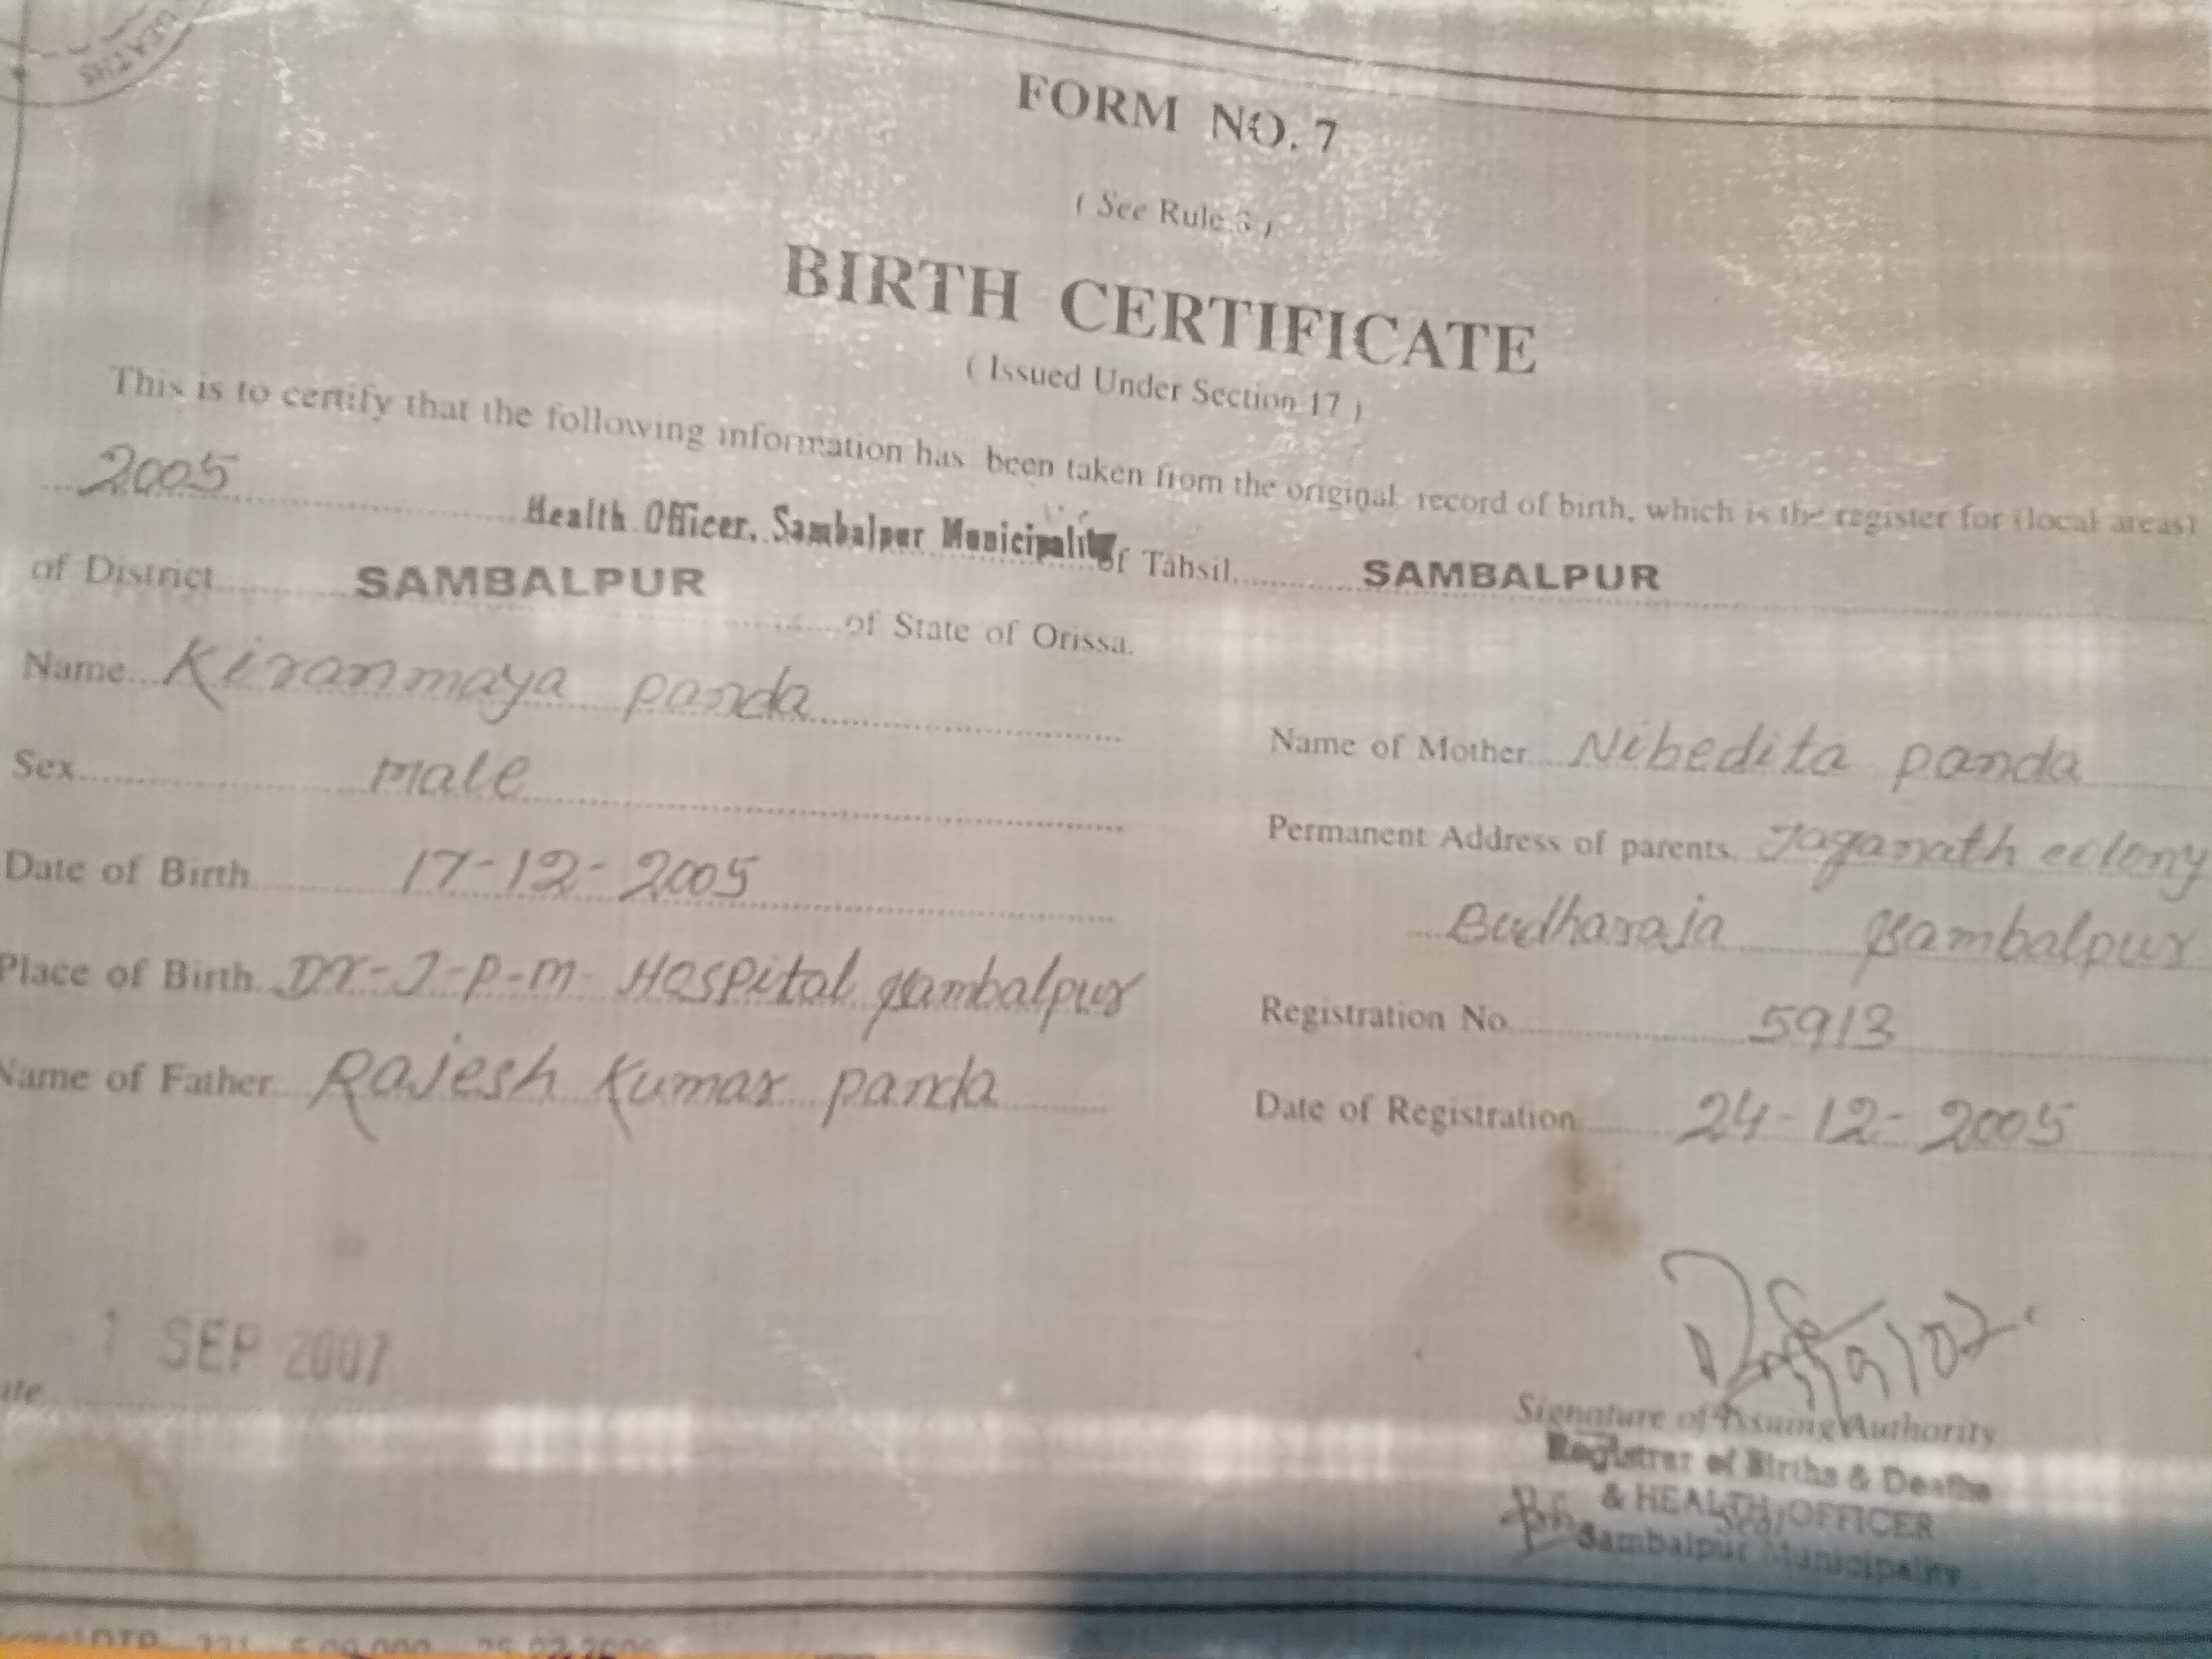 DEATHS
FORM NO. 7
( See Rule 8 )
BIRTH CERTIFICATE
( Issued Under Section 17 )
This is to certify that the following information has been taken from the original record of birth, which is the register for (local areas)
2005 Health Officer, Sambalpur Municipality of Tahsil SAMBALPUR
of District SAMBALPUR of State of Orissa.
Name Kiranmaya panda
Sex male
Date of Birth 17-12-2005
Place of Birth Dr-J-P-M- Hospital Sambalpur
Name of Father Rajesh Kumar panda
Name of Mother Nibedita panda
Permanent Address of parents. Jaganath colony
Budharaja Sambalpur
Registration No. 5913
Date of Registration 24-12-2005
1 SEP 2007
Signature of Issuing Authority
Registrar of Births & Deaths
& HEALTH OFFICER
Sambalpur Municipality